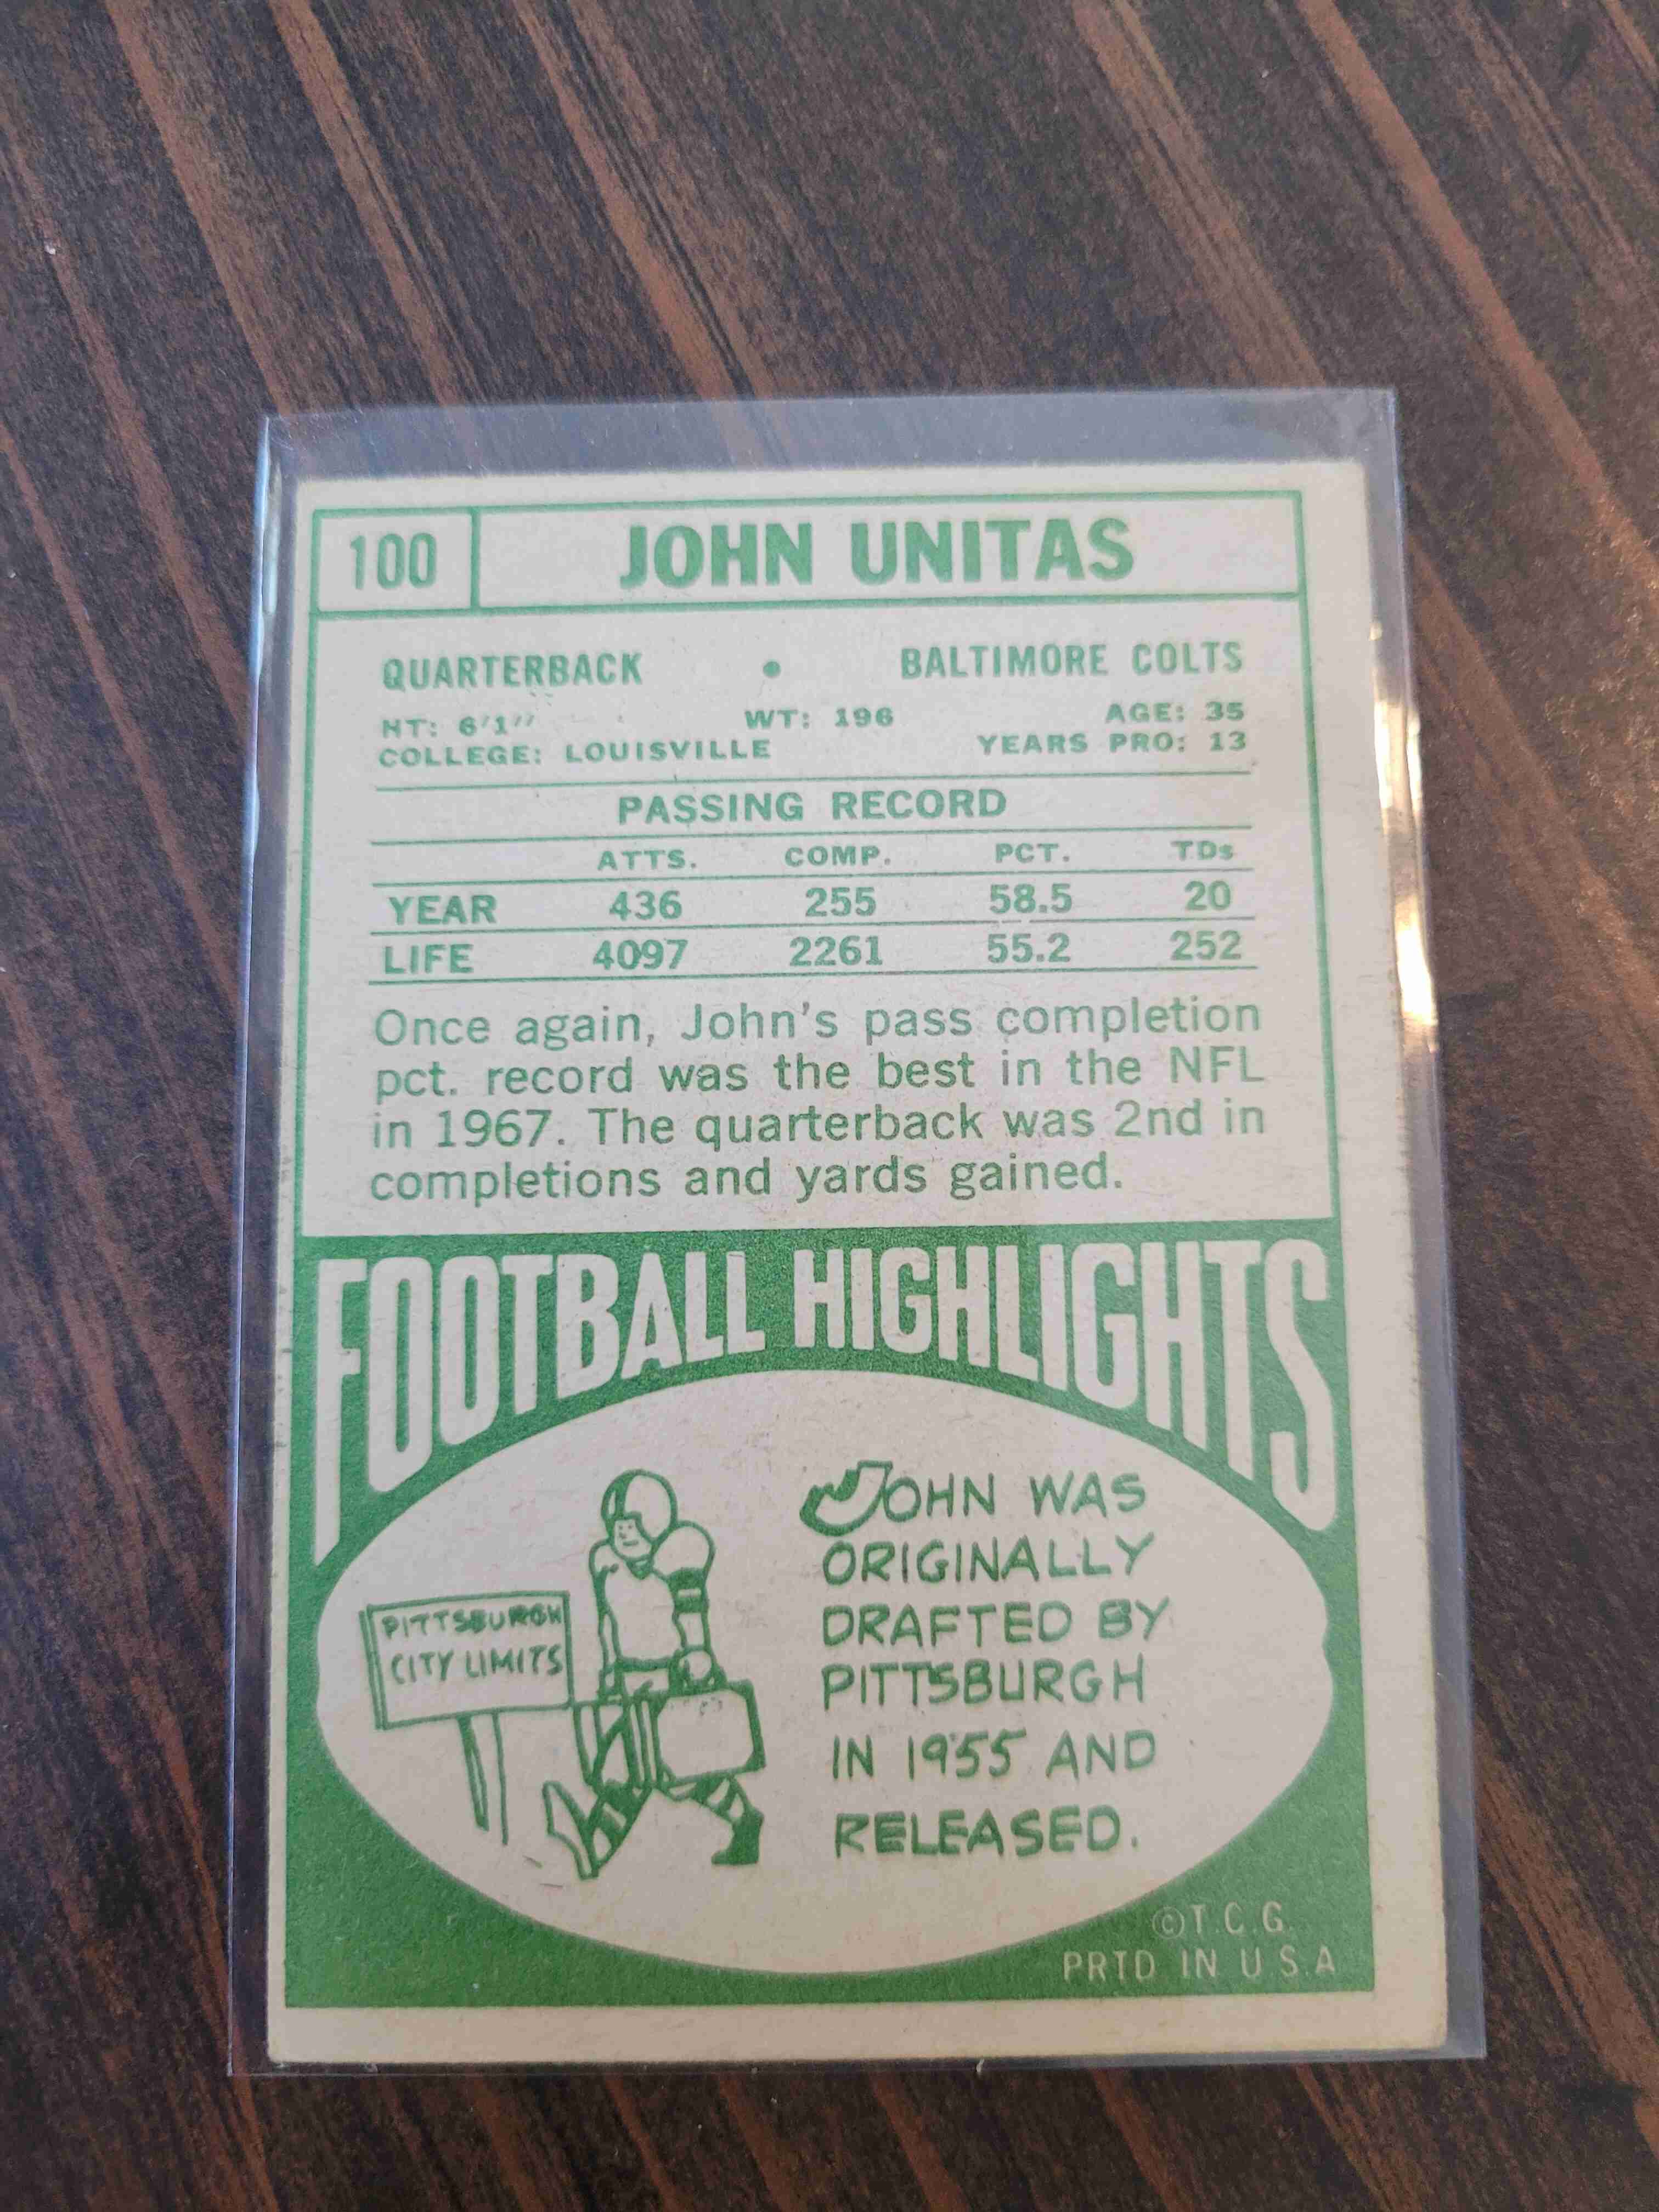 100 JOHN UNITAS
QUARTERBACK • BALTIMORE COLTS
HT: 6'1" WT: 196 AGE: 35
COLLEGE: LOUISVILLE YEARS PRO: 13
PASSING RECORD
ATTS. COMP. PCT. TDs
YEAR 436 255 58.5 20
LIFE 4097 2261 55.2 252
Once again, John's pass completion
pct. record was the best in the NFL
in 1967. The quarterback was 2nd in
completions and yards gained.
FOOTBALL HIGHLIGHTS
PITTSBURGH
CITY LIMITS
JOHN WAS
ORIGINALLY
DRAFTED BY
PITTSBURGH
IN 1955 AND
RELEASED.
©T.C.G.
PRTD IN U.S.A